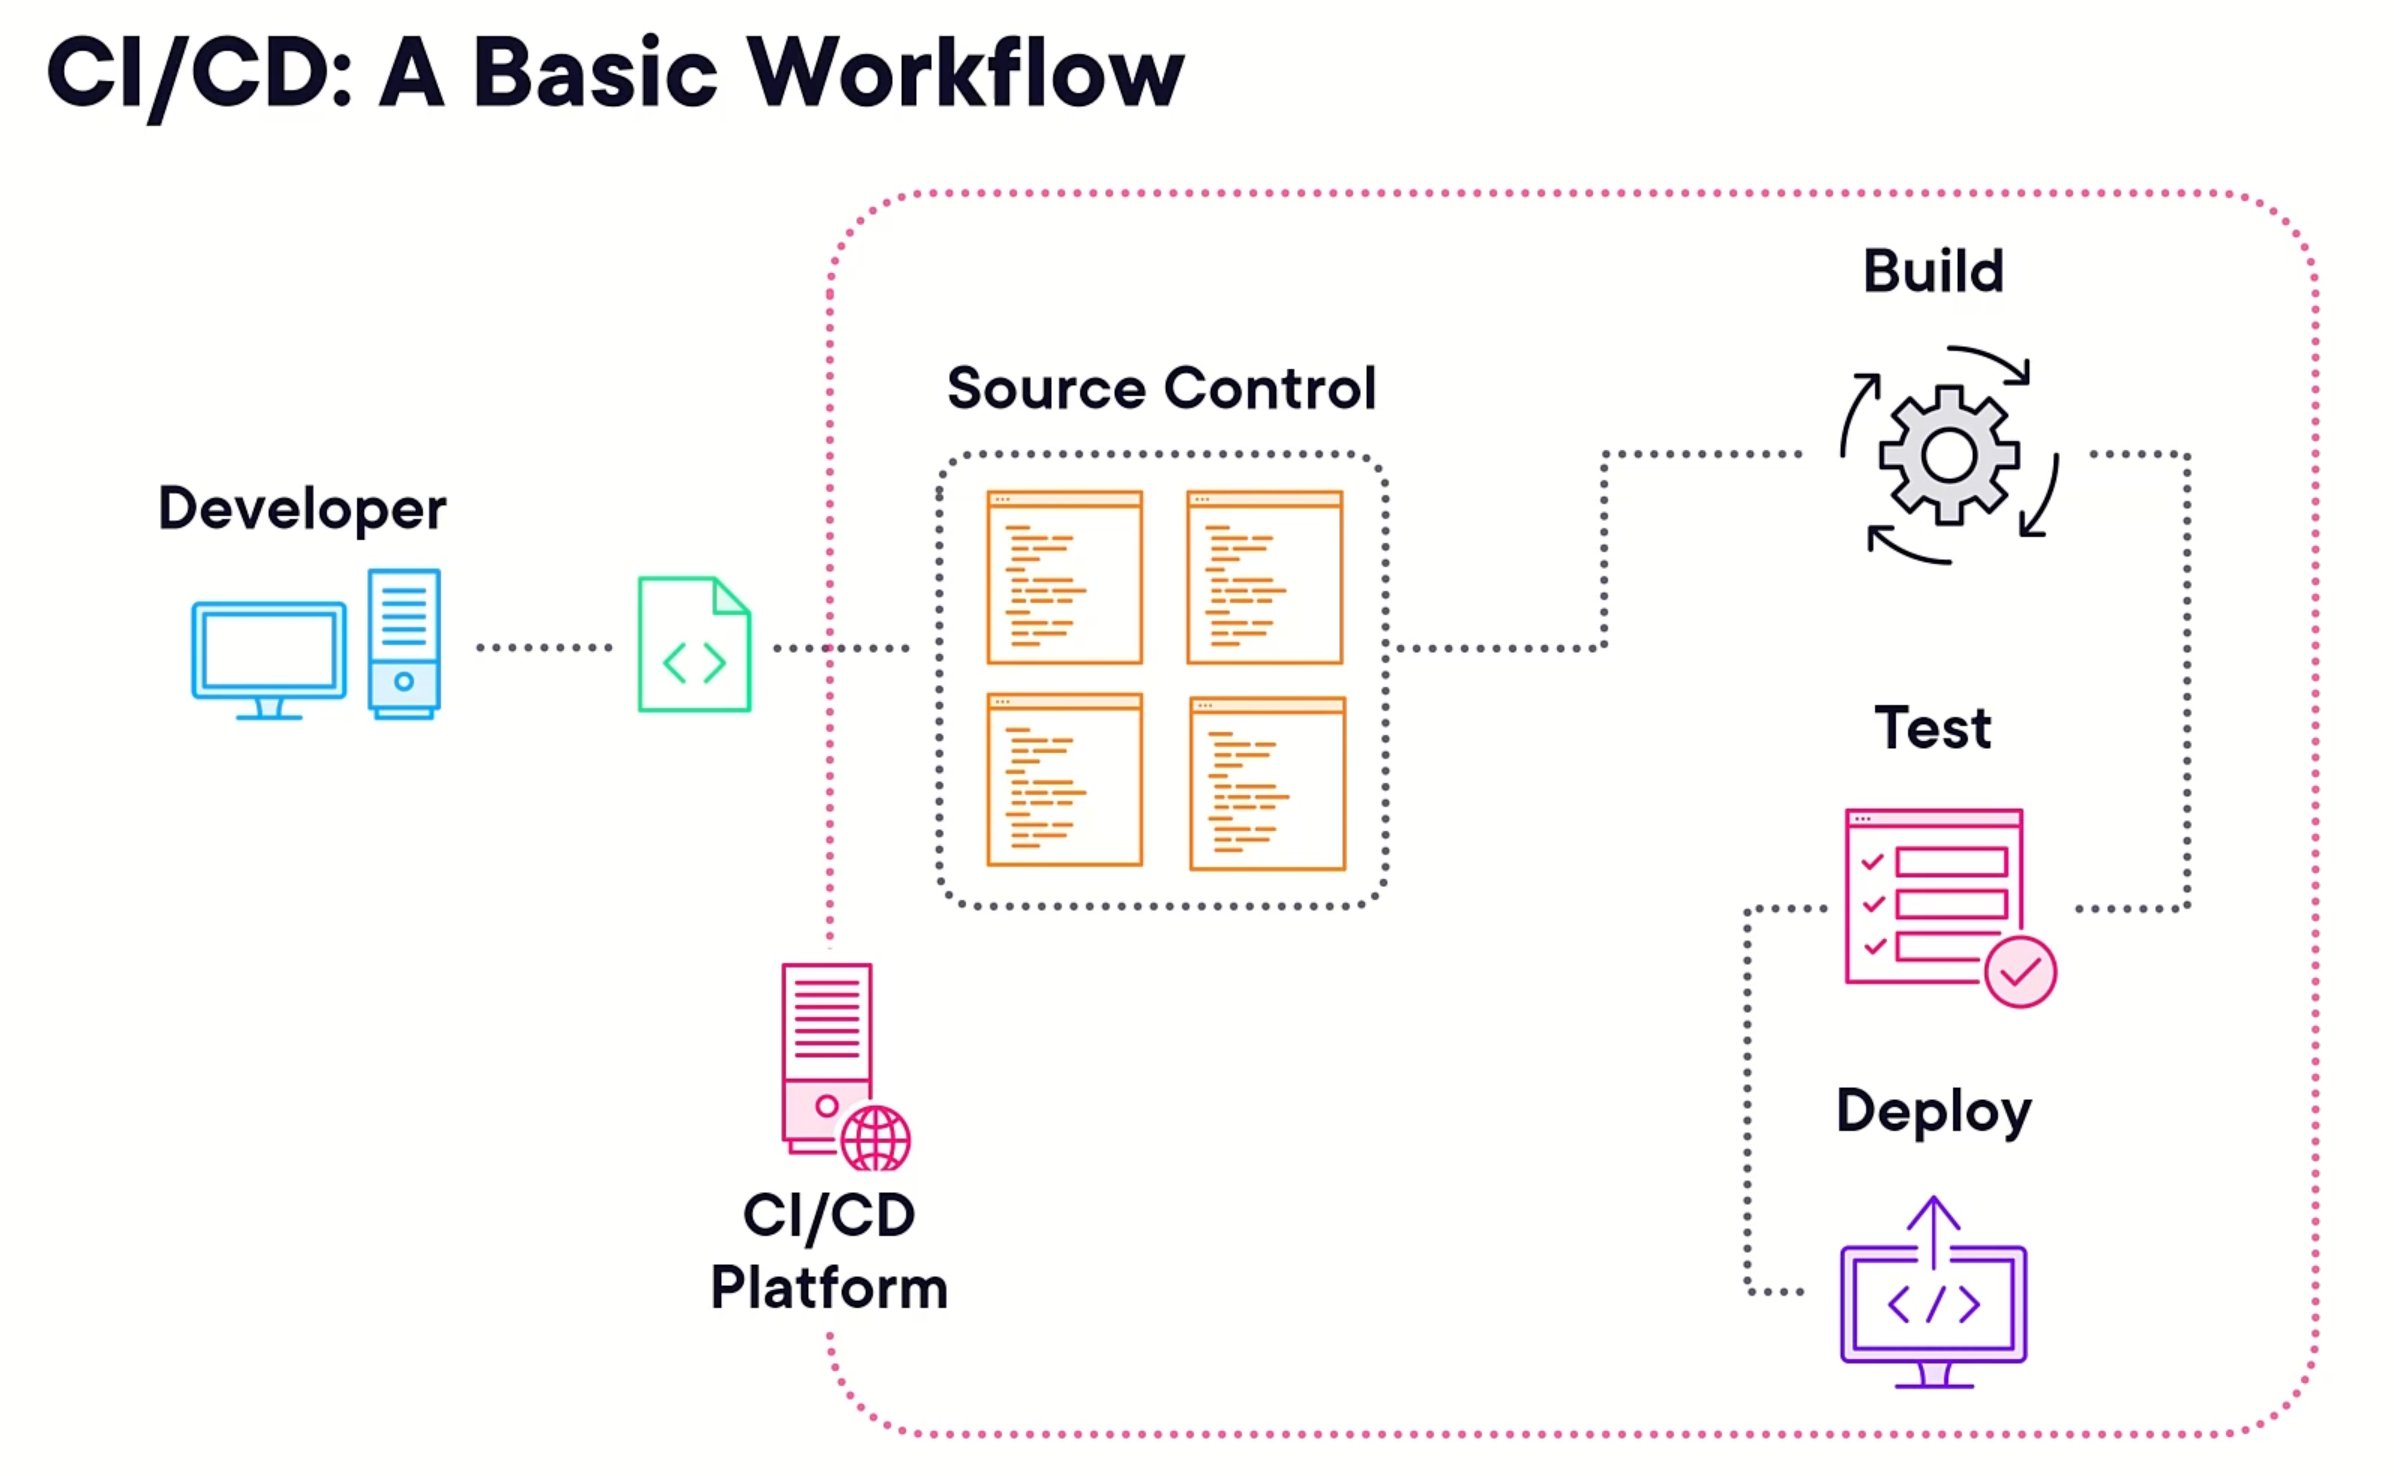 CI/CD: A Basic Workflow
Developer
Source Control
Build
Test
Deploy
CI/CD
Platform